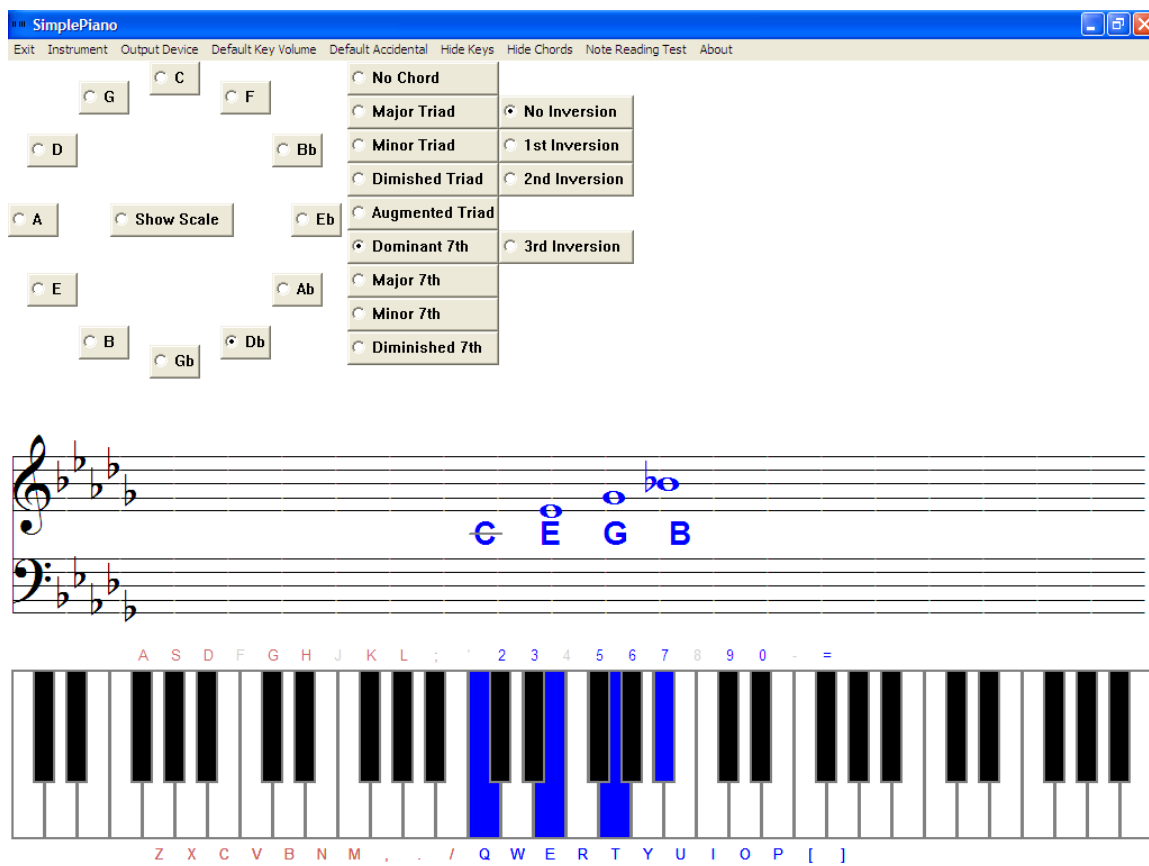 SimplePiano
Exit Instrument Output Device Default Key Volume Default Accidental Hide Keys Hide Chords Note Reading Test About
C
G
F
D
Bb
A
Show Scale
Eb
E
Ab
B
Db
Gb
No Chord
Major Triad
No Inversion
Minor Triad
1st Inversion
Dimished Triad
2nd Inversion
Augmented Triad
Dominant 7th
3rd Inversion
Major 7th
Minor 7th
Diminished 7th
C E G B
A S D F G H J K L ; ' 2 3 4 5 6 7 8 9 0 - =
Z X C V B N M , . / Q W E R T Y U I O P [ ]